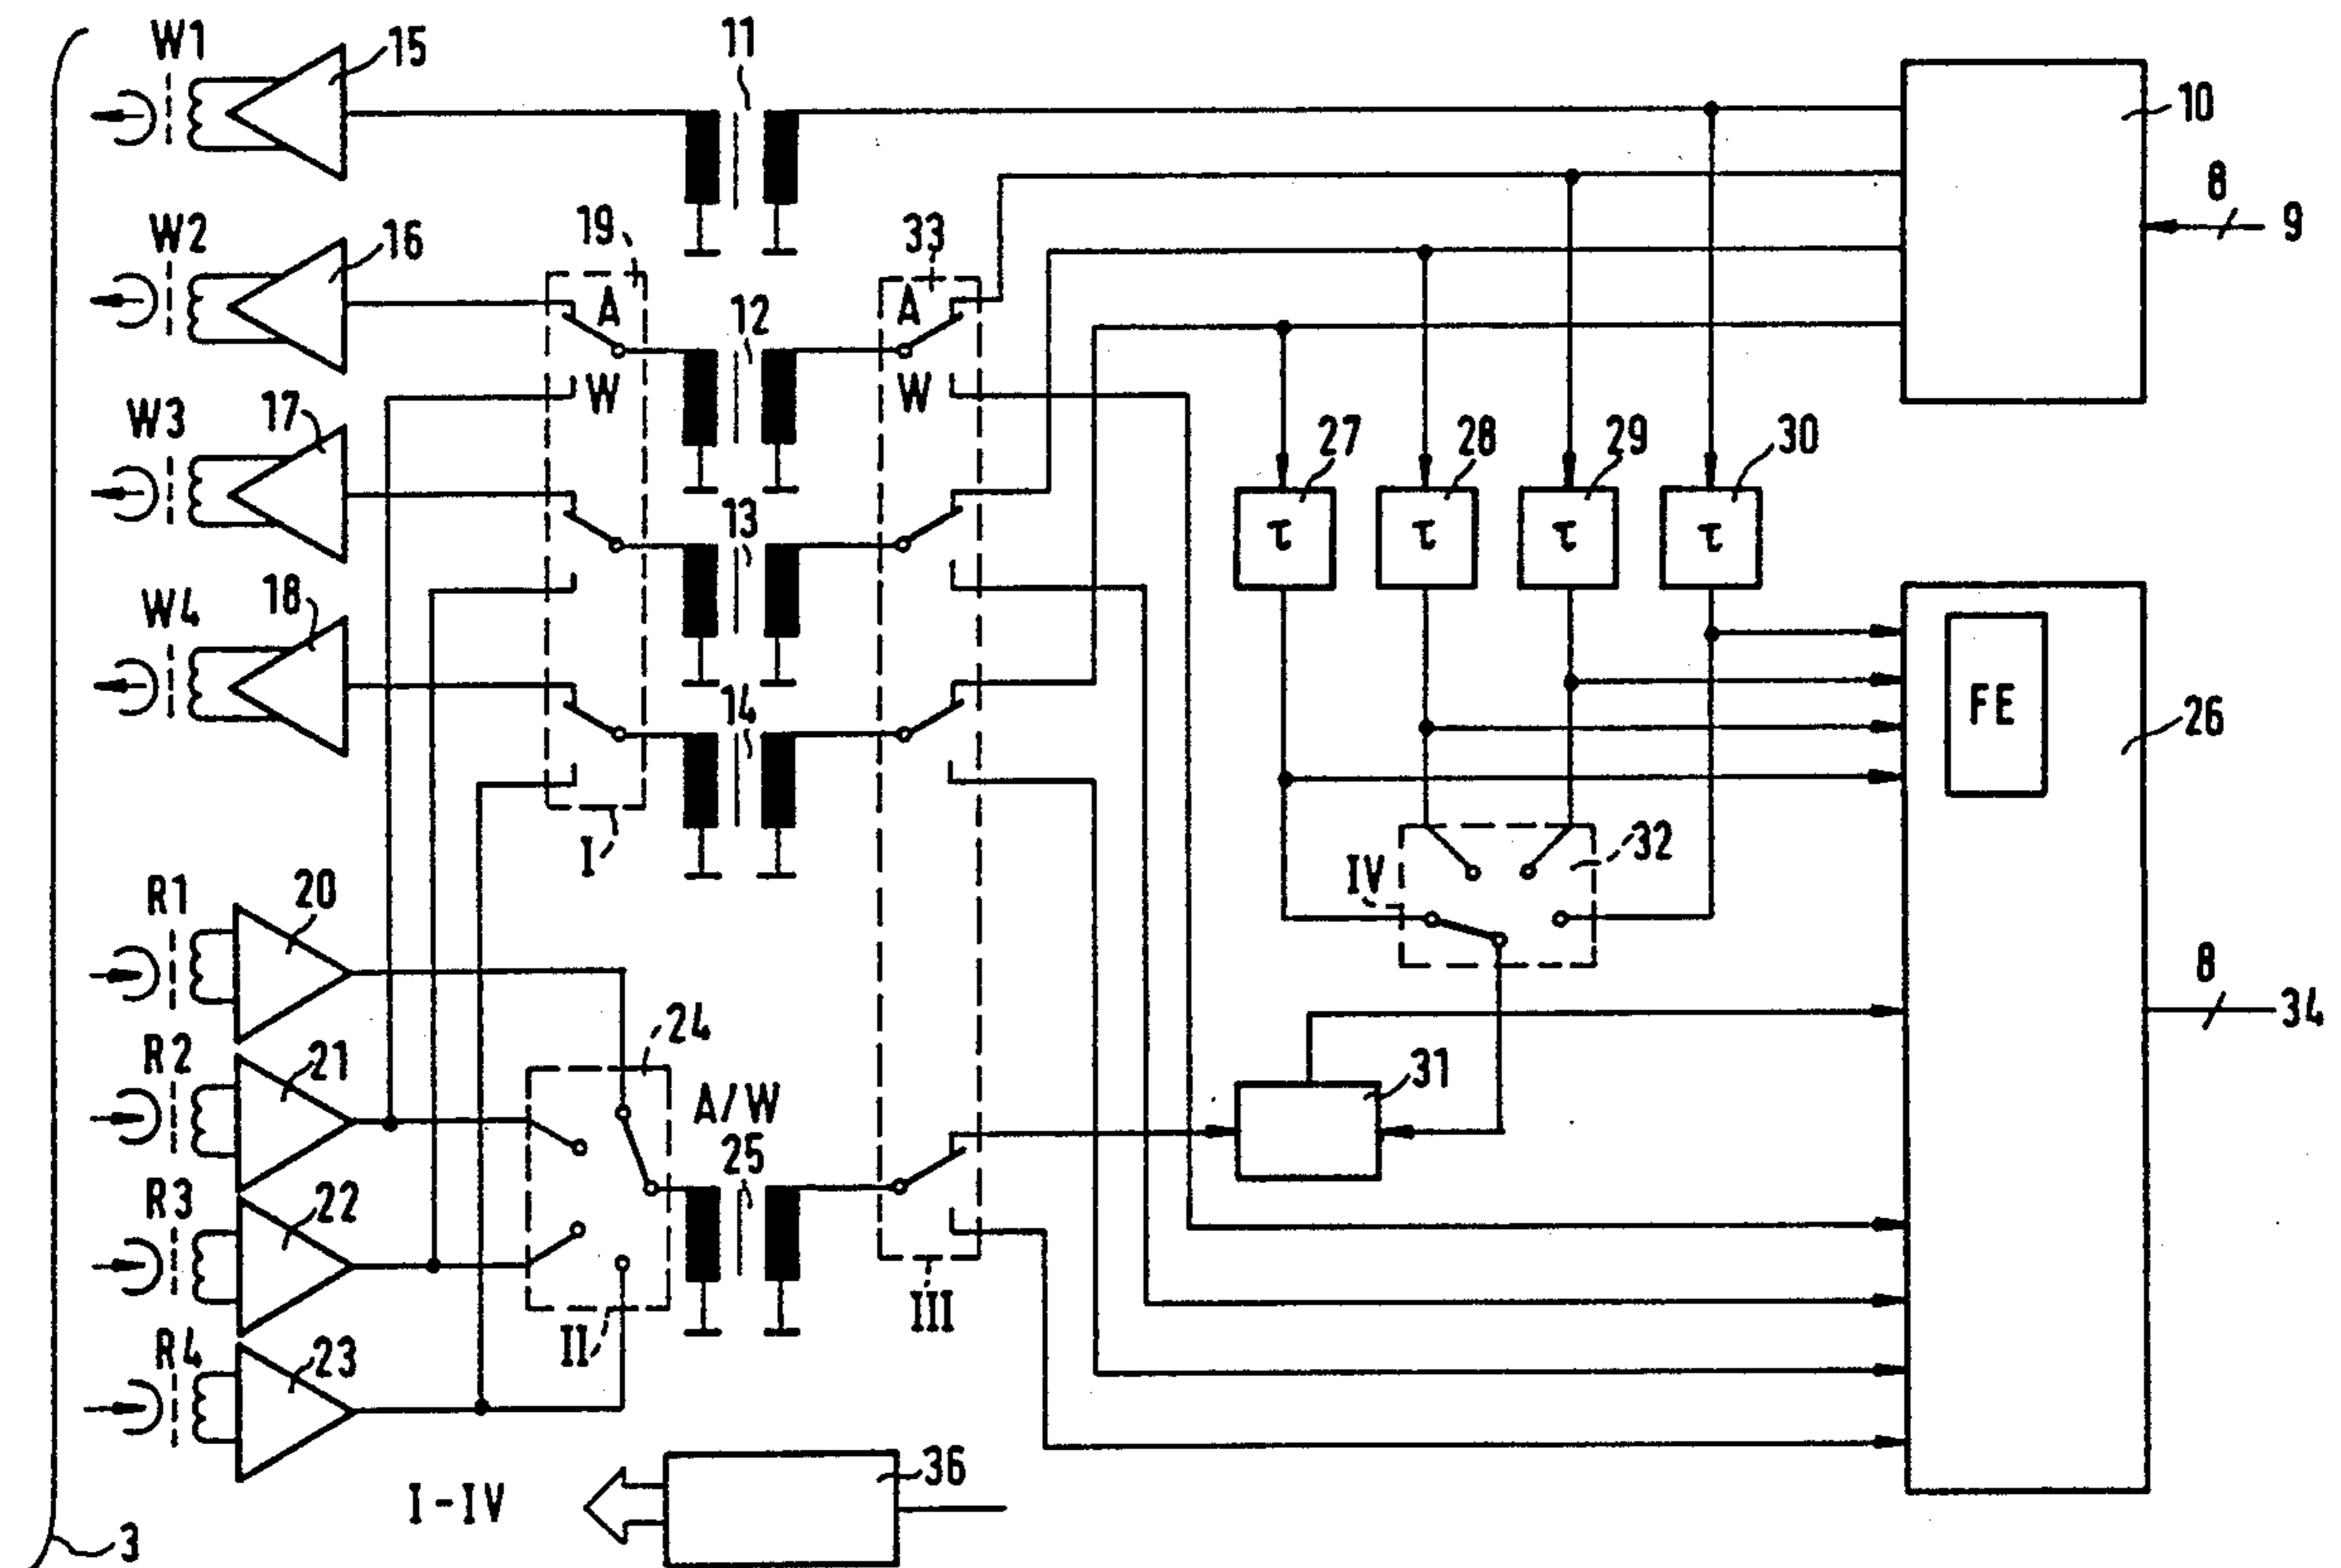 W1
15
11
10
8
9
W2
16
19
33
A
12
A
W
W
W3
17
27
28
29
30
13
τ
τ
τ
τ
W4
18
14
FE
26
I
IV
32
R1
20
8
34
R2
21
24
A/W
25
31
R3
22
II
III
R4
23
I-IV
36
3